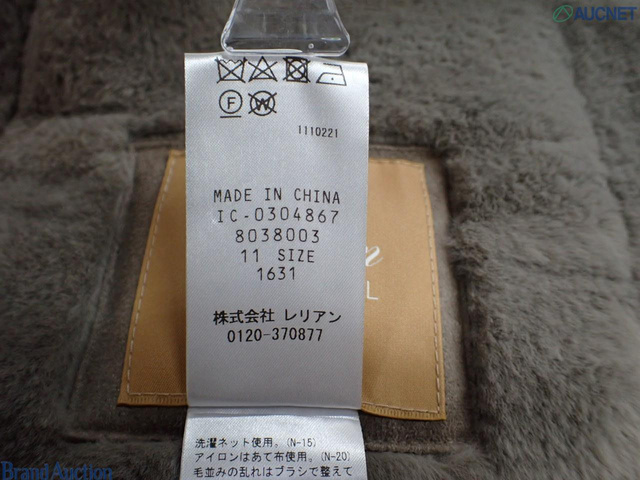 AUCNET
F
W
1110221
MADE IN CHINA
IC-0304867
8038003
11 SIZE
1631
株式会社 レリアン
0120-370877
L
洗濯ネット使用。(N-15)
アイロンはあて布使用。(N-20)
毛並みの乱れはブラシで整えて
Brand Auction